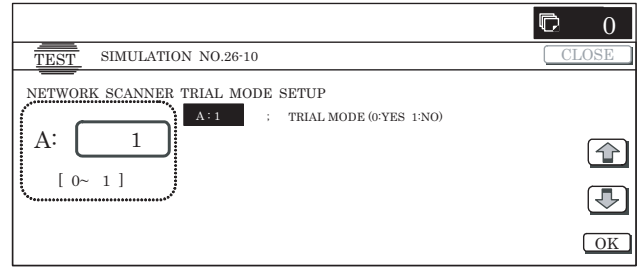 0
TEST SIMULATION NO.26-10 CLOSE
NETWORK SCANNER TRIAL MODE SETUP
A:1 ; TRIAL MODE (0:YES 1:NO)
A: 1
[ 0~ 1 ]
OK